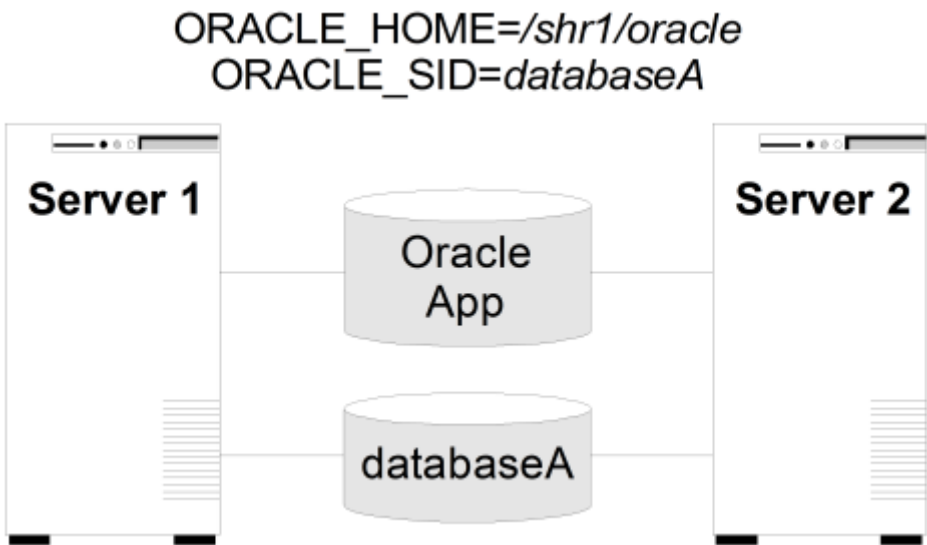 ORACLE_HOME=/shr1/oracle
ORACLE_SID=databaseA
Server 1
Server 2
Oracle
App
databaseA